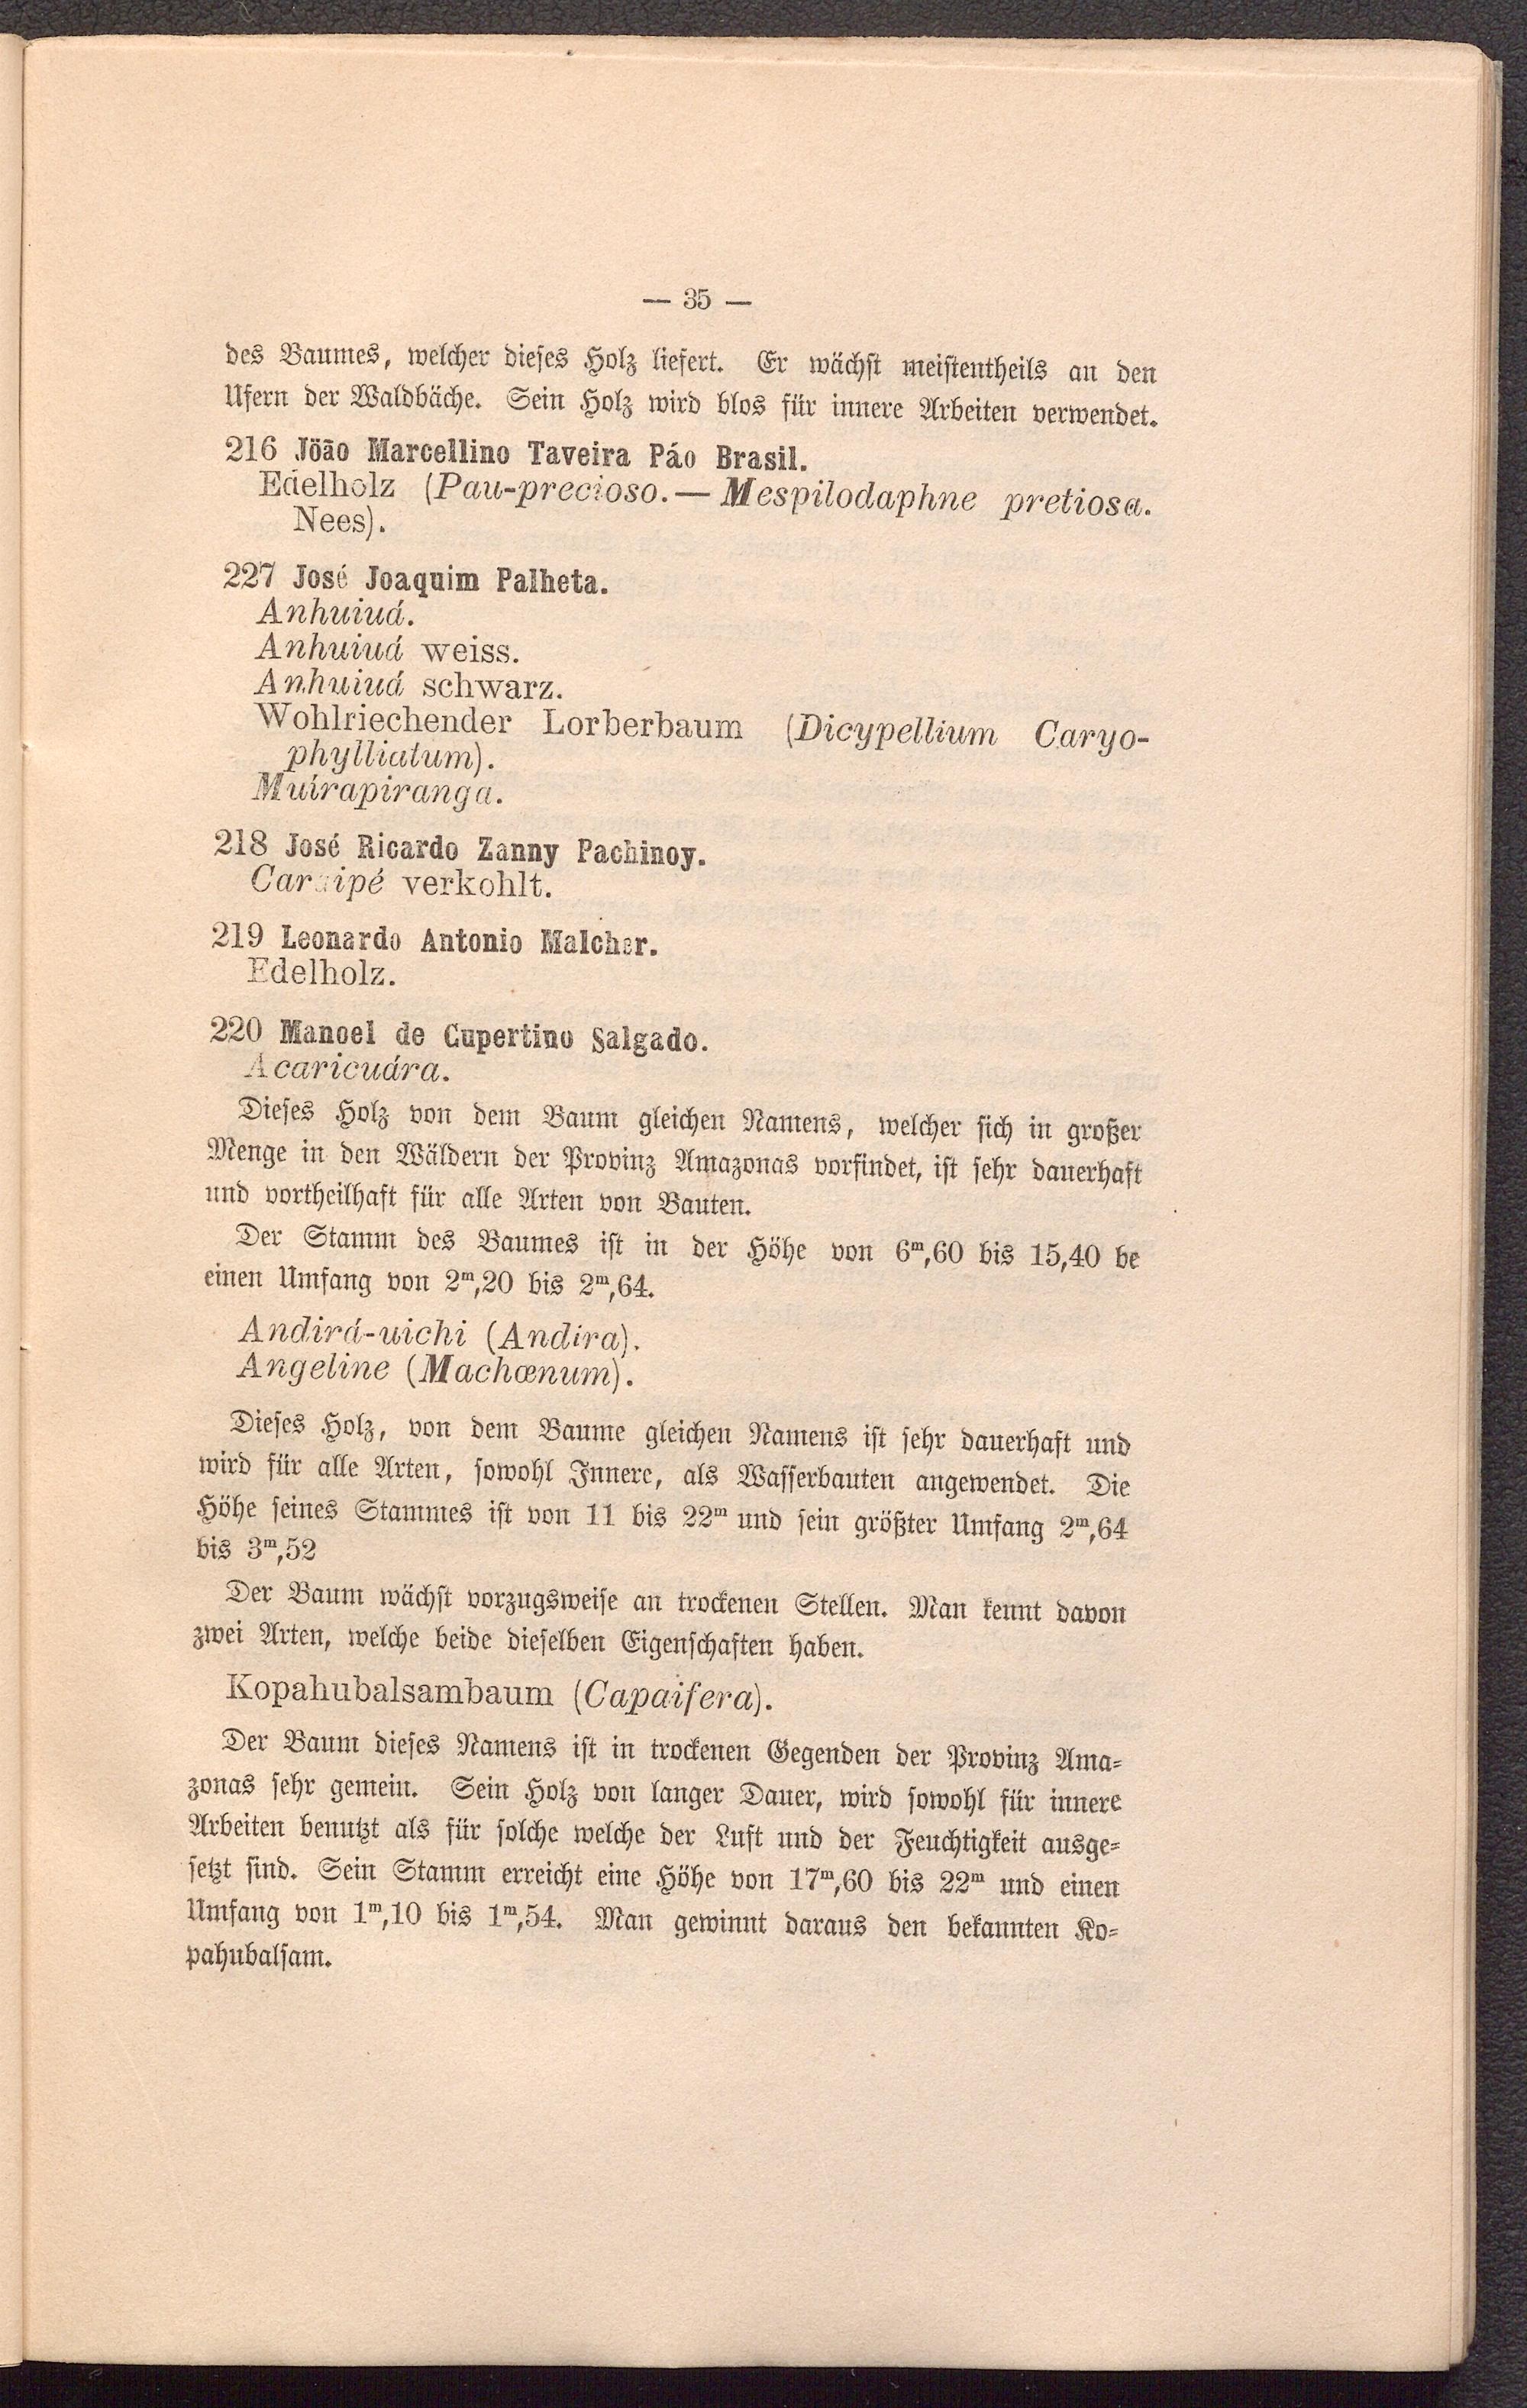 — 35 —
des Baumes, welcher dieses Holz liefert. Er wächst meistentheils an den
Ufern der Waldbäche. Sein Holz wird blos für innere Arbeiten verwendet.
216 Jöão Marcellino Taveira Páo Brasil.
Edelholz (Pau-precioso.— Mespilodaphne pretiosa.
Nees).
227 José Joaquim Palheta.
Anhuiuá.
Anhuiuá weiss.
Anhuiuá schwarz.
Wohlriechender Lorberbaum (Dicypellium Caryo-
phylliatum).
Muirapiranga.
218 José Ricardo Zanny Pachinoy.
Caraipé verkohlt.
219 Leonardo Antonio Malcher.
Edelholz.
220 Manoel de Cupertino Salgado.
Acaricuára.
Dieses Holz von dem Baum gleichen Namens, welcher sich in großer
Menge in den Wäldern der Provinz Amazonas vorfindet, ist sehr dauerhaft
und vortheilhaft für alle Arten von Bauten.
Der Stamm des Baumes ist in der Höhe von 6ᵐ,60 bis 15,40 be
einen Umfang von 2ᵐ,20 bis 2ᵐ,64.
Andirá-uichi (Andira).
Angeline (Machœnum).
Dieses Holz, von dem Baume gleichen Namens ist sehr dauerhaft und
wird für alle Arten, sowohl Innere, als Wasserbauten angewendet. Die
Höhe seines Stammes ist von 11 bis 22ᵐ und sein größter Umfang 2ᵐ,64
bis 3ᵐ,52
Der Baum wächst vorzugsweise an trockenen Stellen. Man kennt davon
zwei Arten, welche beide dieselben Eigenschaften haben.
Kopahubalsambaum (Capaifera).
Der Baum dieses Namens ist in trockenen Gegenden der Provinz Ama-
zonas sehr gemein. Sein Holz von langer Dauer, wird sowohl für innere
Arbeiten benutzt als für solche welche der Luft und der Feuchtigkeit ausge-
setzt sind. Sein Stamm erreicht eine Höhe von 17ᵐ,60 bis 22ᵐ und einen
Umfang von 1ᵐ,10 bis 1ᵐ,54. Man gewinnt daraus den bekannten Ko-
pahubalsam.